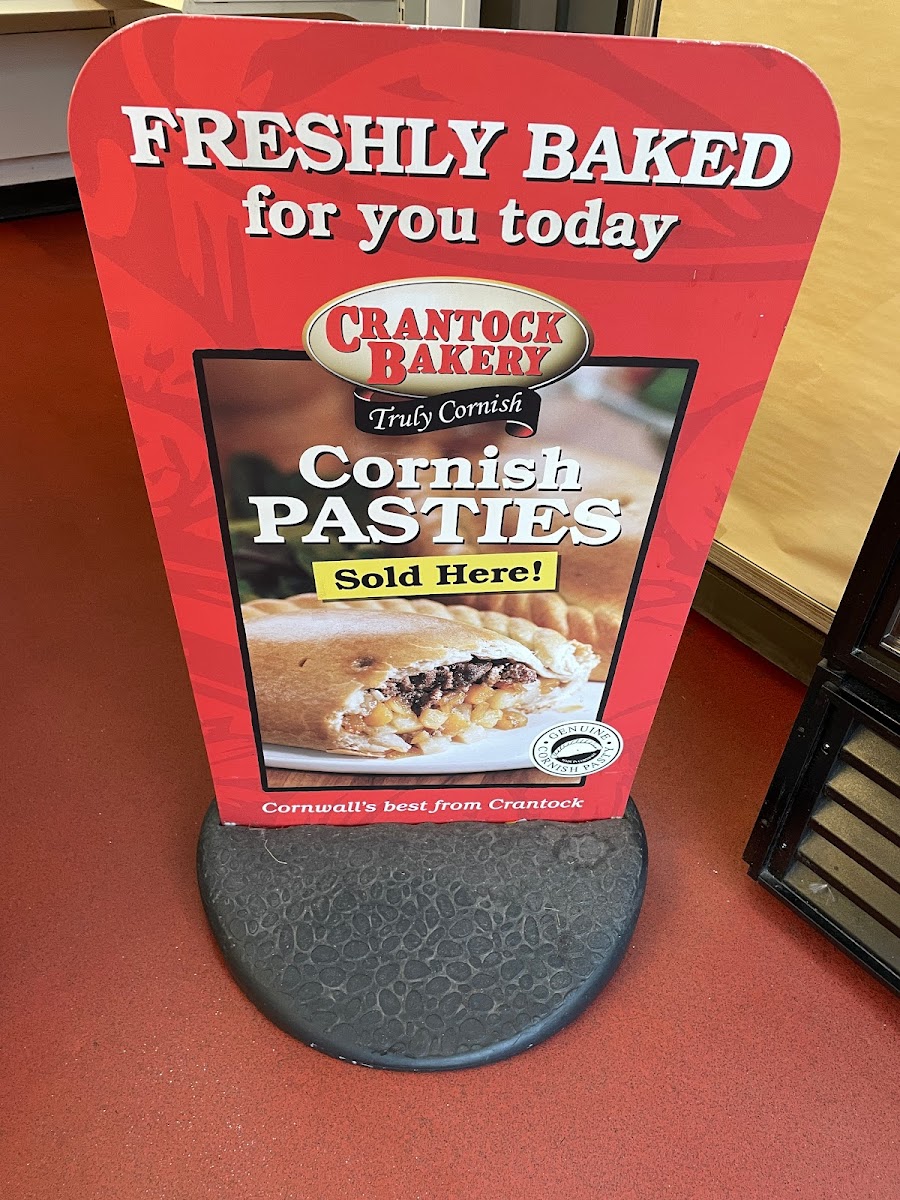 FRESHLY BAKED
for you today
CRANTOCK
BAKERY
Truly Cornish
Cornish
PASTIES
Sold Here!
GENUINE
CORNISH PASTY
Cornwall's best from Crantock